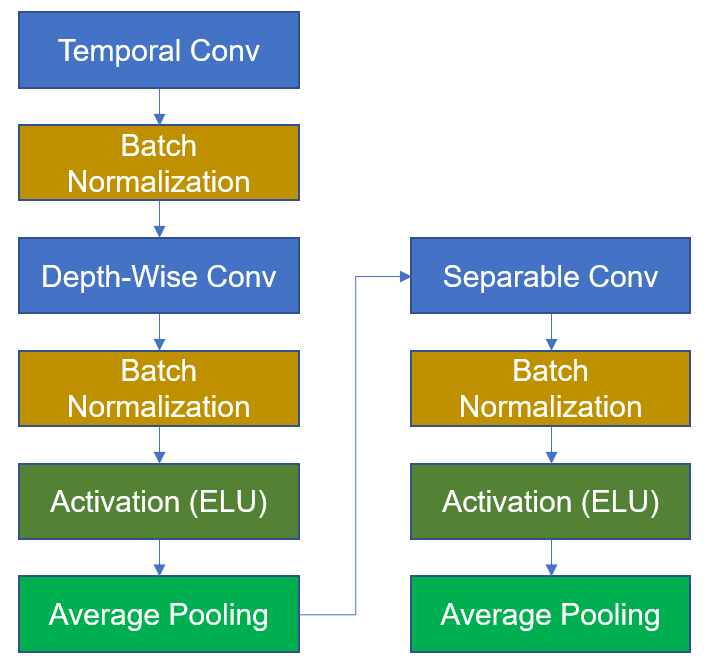 Temporal Conv
Batch
Normalization
Depth-Wise Conv
Batch
Normalization
Activation (ELU)
Average Pooling
Separable Conv
Batch
Normalization
Activation (ELU)
Average Pooling